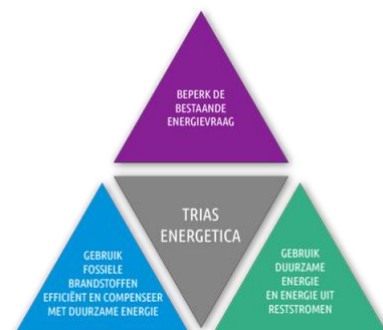 BEPERK DE
BESTAANDE
ENERGIEVRAAG
TRIAS
ENERGETICA
GEBRUIK
FOSSIELE
BRANDSTOFFEN
EFFICIËNT EN COMPENSEER
MET DUURZAME ENERGIE
GEBRUIK
DUURZAME
ENERGIE
EN ENERGIE UIT
RESTSTROMEN